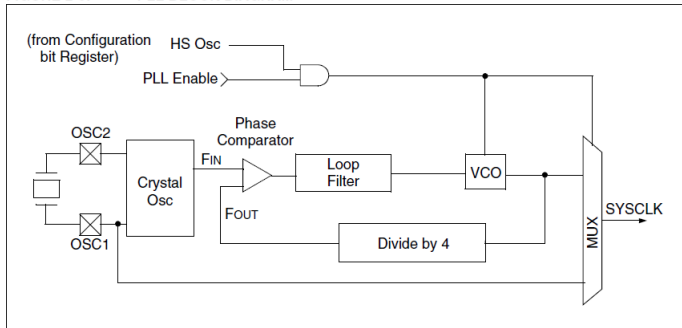 (from Configuration
bit Register)
HS Osc
PLL Enable
Phase
Comparator
OSC2
Crystal
Osc
FIN
Loop
Filter
VCO
SYSCLK
FOUT
OSC1
Divide by 4
MUX